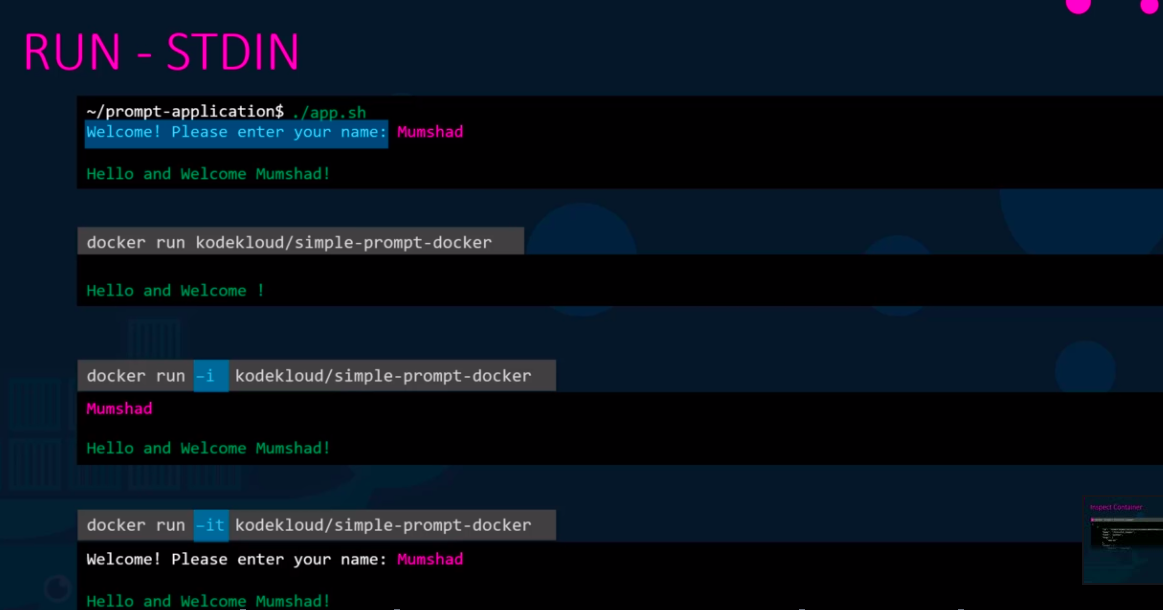 RUN - STDIN
~/prompt-application$ ./app.sh
Welcome! Please enter your name: Mumshad
Hello and Welcome Mumshad!
docker run kodekloud/simple-prompt-docker
Hello and Welcome !
docker run -i kodekloud/simple-prompt-docker
Mumshad
Hello and Welcome Mumshad!
docker run -it kodekloud/simple-prompt-docker
Welcome! Please enter your name: Mumshad
Hello and Welcome Mumshad!
Inspect Container